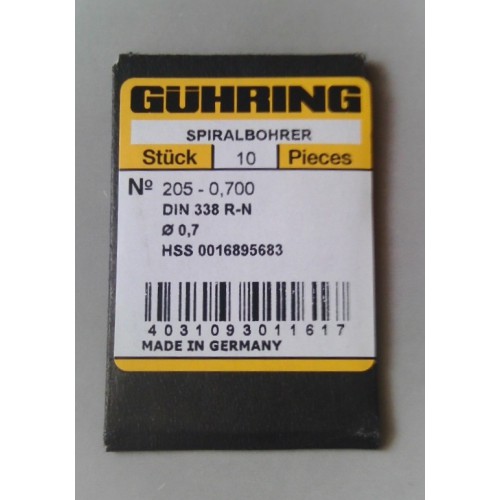 GÜHRING
SPIRALBOHRER
Stück 10 Pieces
Nº 205 - 0,700
DIN 338 R-N
Ø 0,7
HSS 0016895683
4031093011617
MADE IN GERMANY